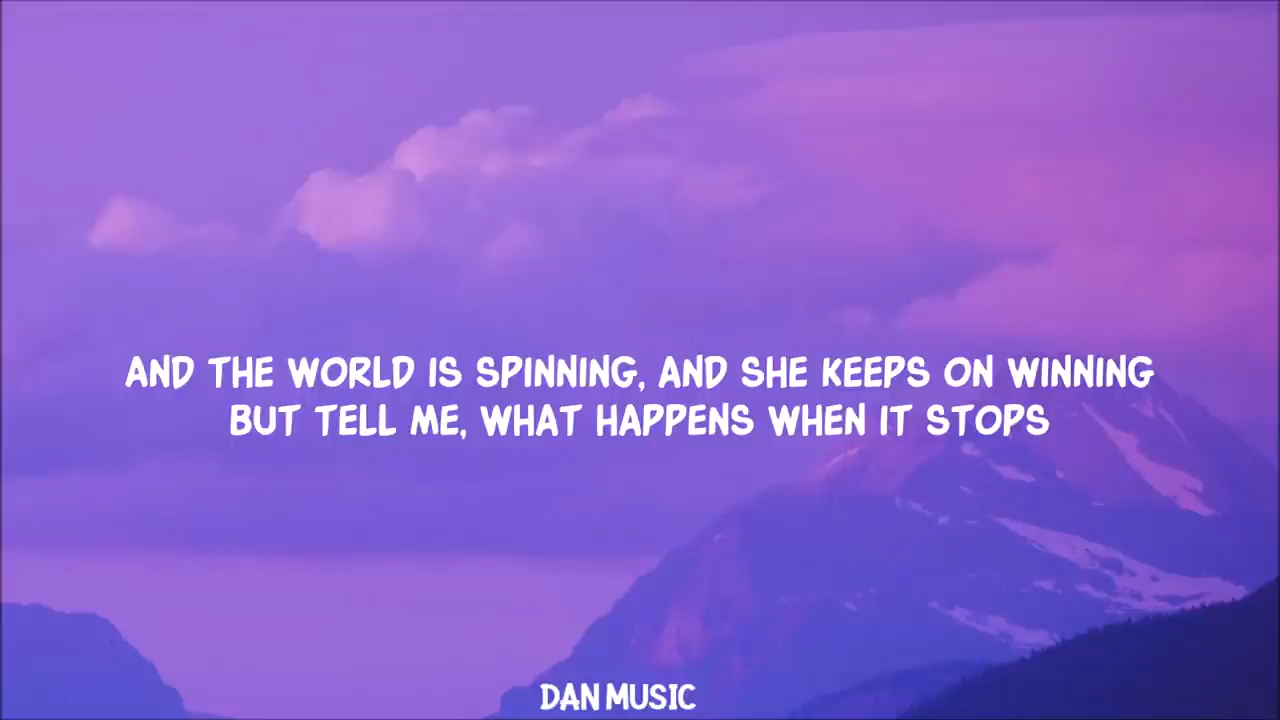 AND THE WORLD IS SPINNING, AND SHE KEEPS ON WINNING
BUT TELL ME, WHAT HAPPENS WHEN IT STOPS
DAN MUSIC